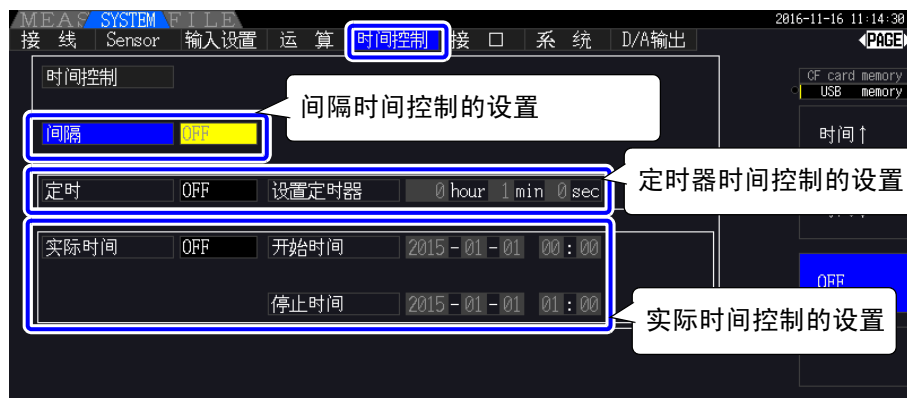 MEAS SYSTEM FILE 2016-11-16 11:14:30
接 线 Sensor 输入设置 运 算 时间控制 接 口 系 统 D/A输出 PAGE
时间控制
CF card memory
USB memory
间隔时间控制的设置
间隔 OFF
时间↑
定时器时间控制的设置
定时 OFF 设置定时器 0 hour 1 min 0 sec
实际时间 OFF 开始时间 2015-01-01 00:00
OFF
停止时间 2015-01-01 01:00
实际时间控制的设置